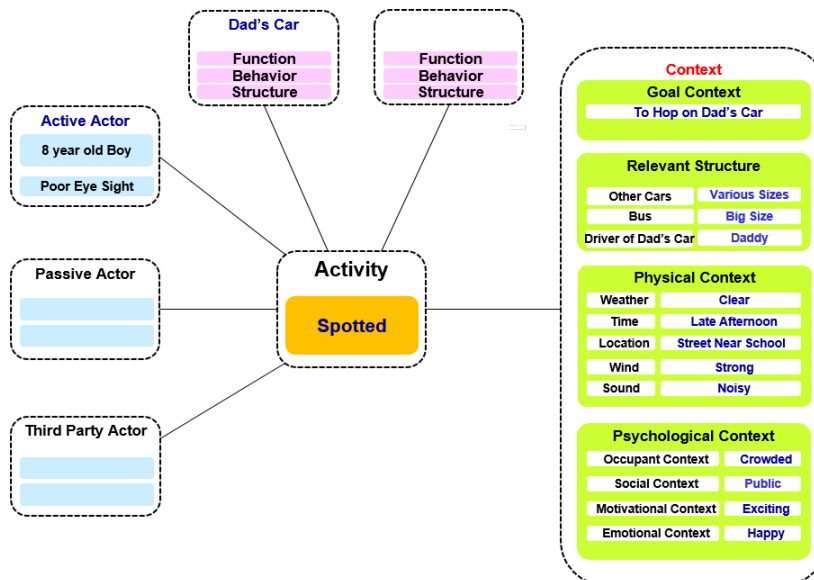 Dad's Car
Function
Behavior
Structure
Function
Behavior
Structure
Active Actor
8 year old Boy
Poor Eye Sight
Passive Actor
Third Party Actor
Activity
Spotted
Context
Goal Context
To Hop on Dad's Car
Relevant Structure
Other Cars Various Sizes
Bus Big Size
Driver of Dad's Car Daddy
Physical Context
Weather Clear
Time Late Afternoon
Location Street Near School
Wind Strong
Sound Noisy
Psychological Context
Occupant Context Crowded
Social Context Public
Motivational Context Exciting
Emotional Context Happy